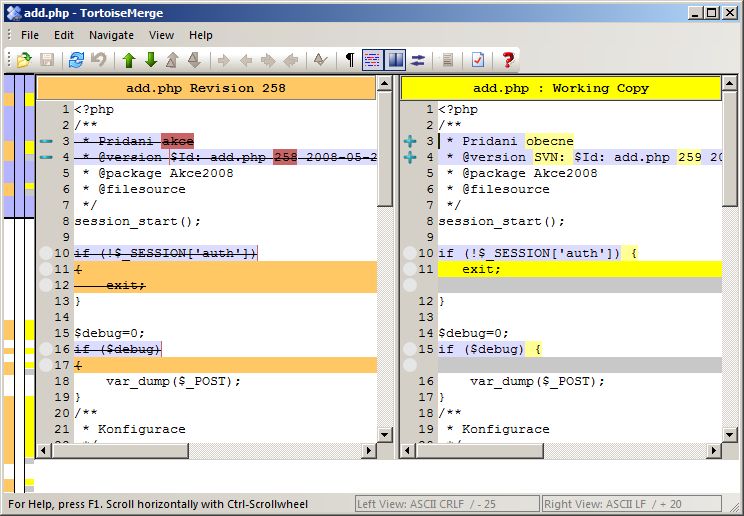 add.php - TortoiseMerge
File Edit Navigate View Help
add.php Revision 258
1 <?php
2 /**
3 * Pridani akce
4 * @version $Id: add.php 258 2008-05-2
5 * @package Akce2008
6 * @filesource
7 */
8 session_start();
9
10 if (!$_SESSION['auth'])
11 {
12 exit;
13 }
14
15 $debug=0;
16 if ($debug)
17 {
18 var_dump($_POST);
19 }
20 /**
21 * Konfigurace
22 */
add.php : Working Copy
1 <?php
2 /**
3 * Pridani obecne
4 * @version SVN: $Id: add.php 259 20
5 * @package Akce2008
6 * @filesource
7 */
8 session_start();
9
10 if (!$_SESSION['auth']) {
11 exit;
12 }
13
14 $debug=0;
15 if ($debug) {
16 var_dump($_POST);
17 }
18 /**
19 * Konfigurace
20 */
For Help, press F1. Scroll horizontally with Ctrl-Scrollwheel
Left View: ASCII CRLF / - 25
Right View: ASCII LF / + 20